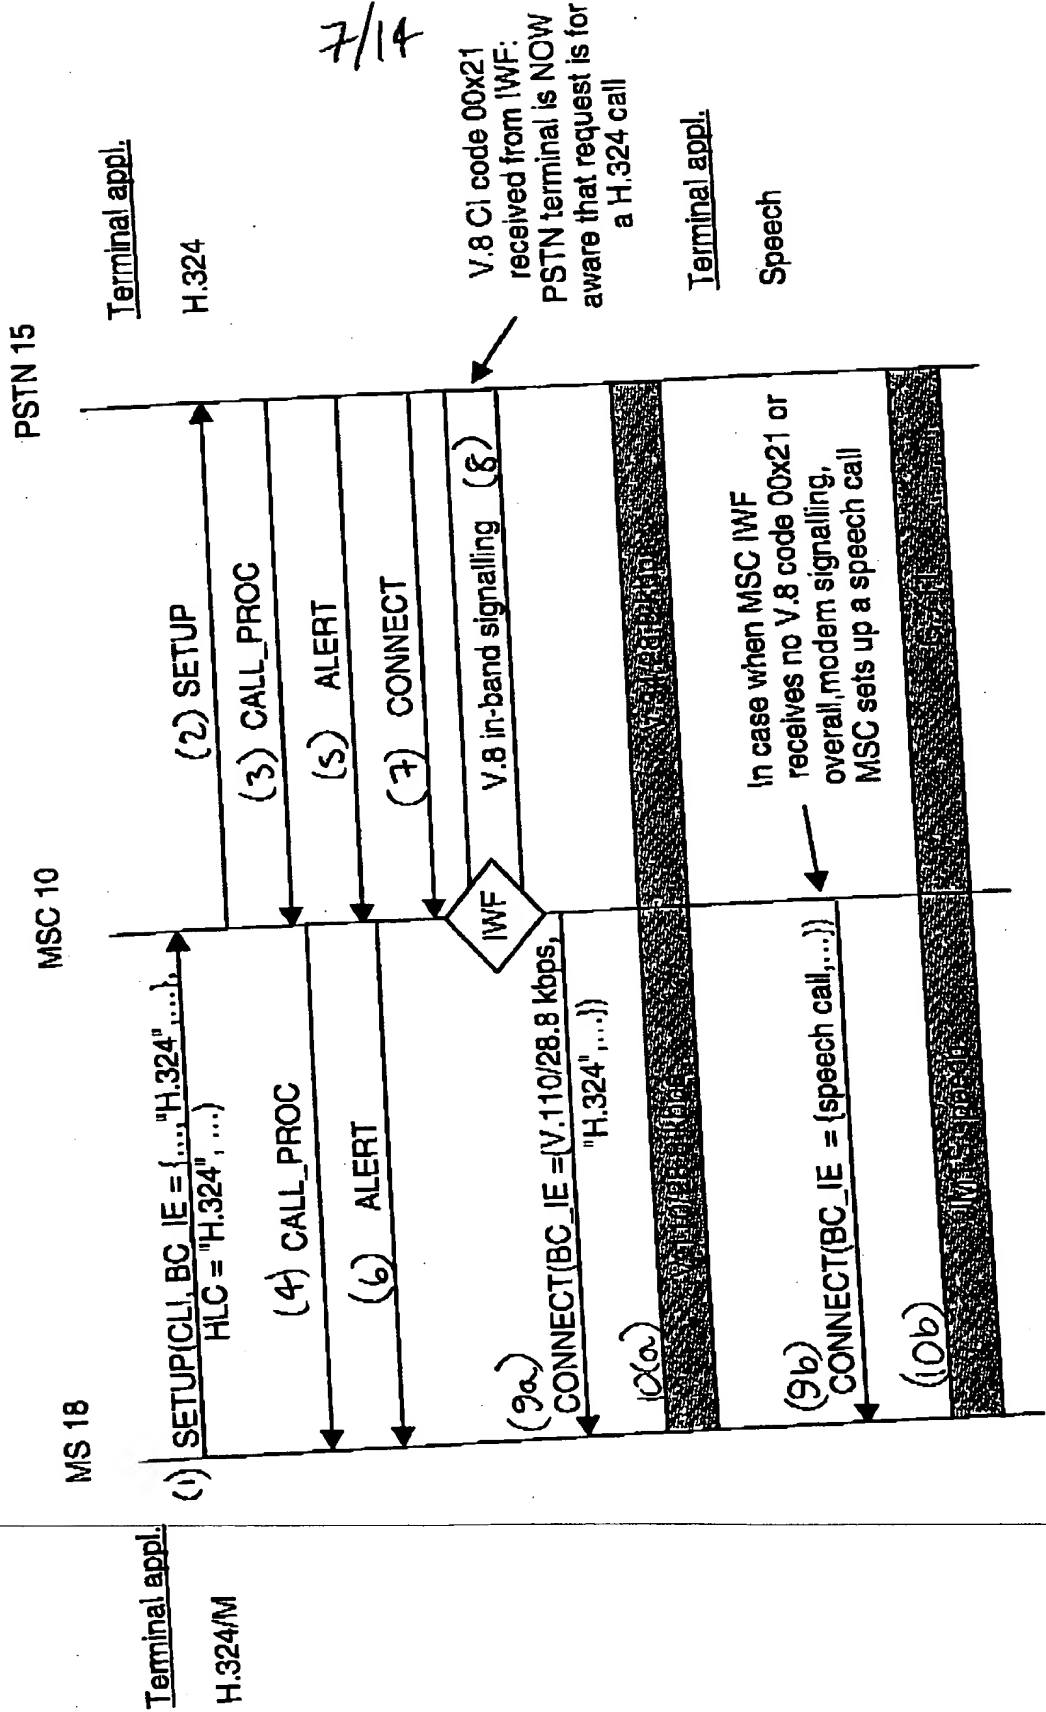 7/14
PSTN 15
MSC 10
MS 18
Terminal appl.
H.324/M
Terminal appl.
H.324
(1) SETUP(CLI, BC_IE ={...,"H.324",...},
HLC = "H.324", ...)
(2) SETUP
(3) CALL_PROC
(4) CALL_PROC
(5) ALERT
(6) ALERT
(7) CONNECT
IWF
V.8 in-band signalling (8)
V.8 CI code 00x21
received from IWF:
PSTN terminal is NOW
aware that request is for
a H.324 call
(9a)
CONNECT(BC_IE ={V.110/28.8 kbps,
"H.324",...})
10(a)
Terminal appl.
Speech
In case when MSC IWF
receives no V.8 code 00x21 or
overall,modem signalling,
MSC sets up a speech call
(9b)
CONNECT(BC_IE = {speech call,...})
(10b)
speech